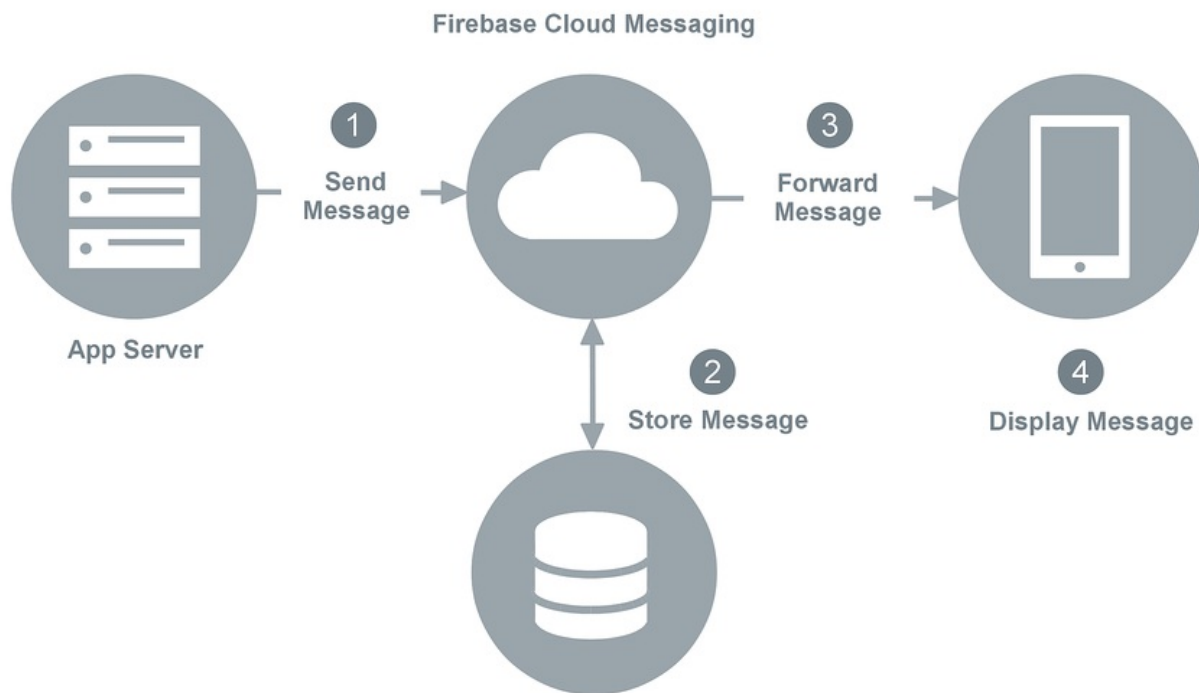 Firebase Cloud Messaging
1
Send
Message
3
Forward
Message
App Server
2
Store Message
4
Display Message